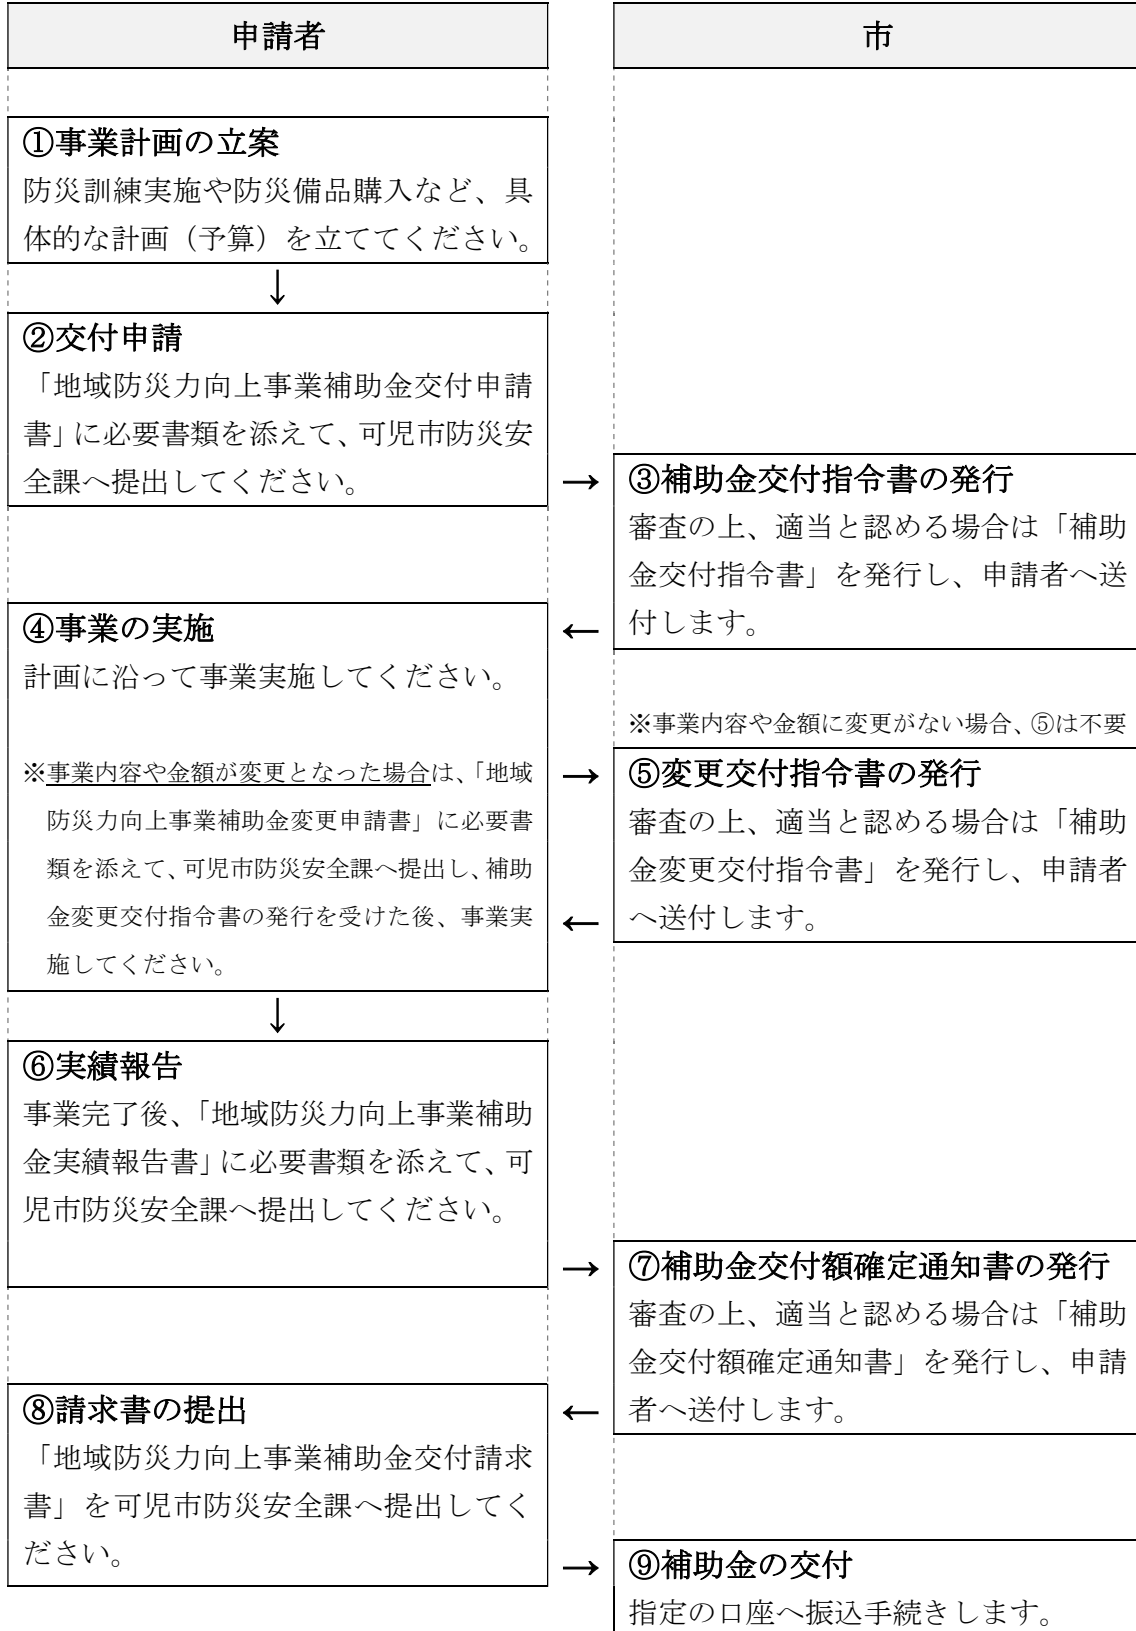 申請者
市
①事業計画の立案
防災訓練実施や防災備品購入など、具
体的な計画（予算）を立ててください。
↓
②交付申請
「地域防災力向上事業補助金交付申請
書」に必要書類を添えて、可児市防災安
全課へ提出してください。
→
③補助金交付指令書の発行
審査の上、適当と認める場合は「補助
金交付指令書」を発行し、申請者へ送
付します。
←
④事業の実施
計画に沿って事業実施してください。
※事業内容や金額が変更となった場合は、「地域
防災力向上事業補助金変更申請書」に必要書
類を添えて、可児市防災安全課へ提出し、補助
金変更交付指令書の発行を受けた後、事業実
施してください。
※事業内容や金額に変更がない場合、⑤は不要
→
⑤変更交付指令書の発行
審査の上、適当と認める場合は「補助
金変更交付指令書」を発行し、申請者
へ送付します。
←
↓
⑥実績報告
事業完了後、「地域防災力向上事業補助
金実績報告書」に必要書類を添えて、可
児市防災安全課へ提出してください。
→
⑦補助金交付額確定通知書の発行
審査の上、適当と認める場合は「補助
金交付額確定通知書」を発行し、申請
者へ送付します。
←
⑧請求書の提出
「地域防災力向上事業補助金交付請求
書」を可児市防災安全課へ提出してく
ださい。
→
⑨補助金の交付
指定の口座へ振込手続きします。